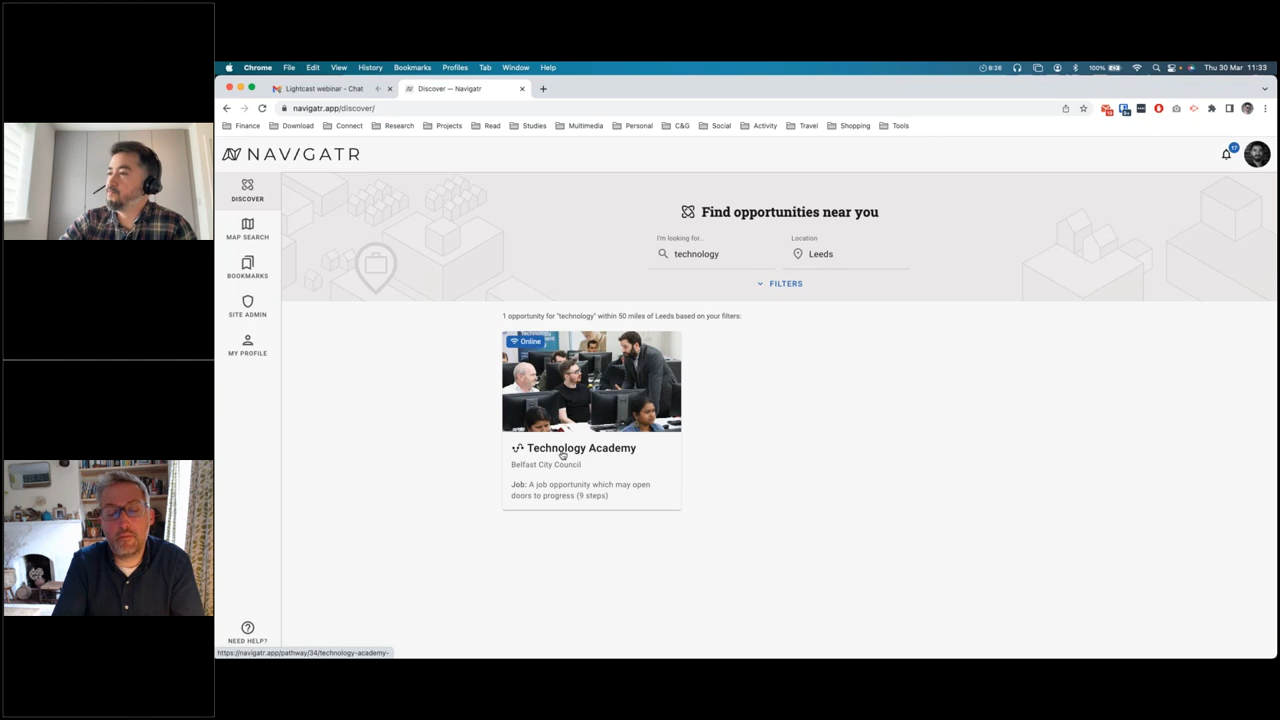 Chrome File Edit View History Bookmarks Profiles Tab Window Help
8:26 100% Thu 30 Mar 11:33
Lightcast webinar - Chat
Discover — Navigatr
navigatr.app/discover/
Finance Download Connect Research Projects Read Studies Multimedia Personal C&G Social Activity Travel Shopping Tools
NAVIGATR
17
DISCOVER
MAP SEARCH
BOOKMARKS
SITE ADMIN
MY PROFILE
Find opportunities near you
I'm looking for... Location
technology Leeds
FILTERS
1 opportunity for "technology" within 50 miles of Leeds based on your filters:
Online
Technology Academy
Belfast City Council
Job: A job opportunity which may open
doors to progress (9 steps)
NEED HELP?
https://navigatr.app/pathway/34/technology-academy-